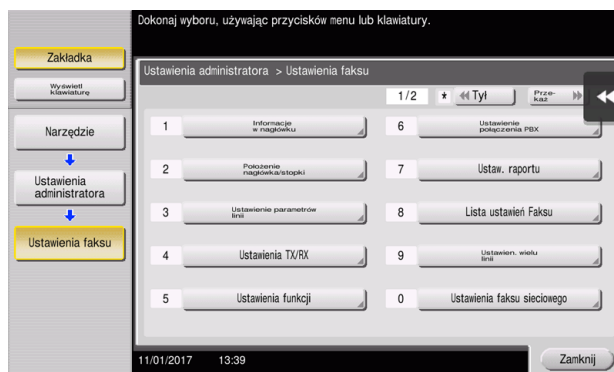 Dokonaj wyboru, używając przycisków menu lub klawiatury.
Zakładka
Wyświetl
klawiaturę
Narzędzie
Ustawienia
administratora
Ustawienia faksu
Ustawienia administratora > Ustawienia faksu
1/2 * Tył Prze-
każ
1 Informacje
w nagłówku
2 Położenie
nagłówka/stopki
3 Ustawienie parametrów
linii
4 Ustawienia TX/RX
5 Ustawienia funkcji
6 Ustawienie
połączenia PBX
7 Ustaw. raportu
8 Lista ustawień Faksu
9 Ustawien. wielu
linii
0 Ustawienia faksu sieciowego
11/01/2017 13:39
Zamknij